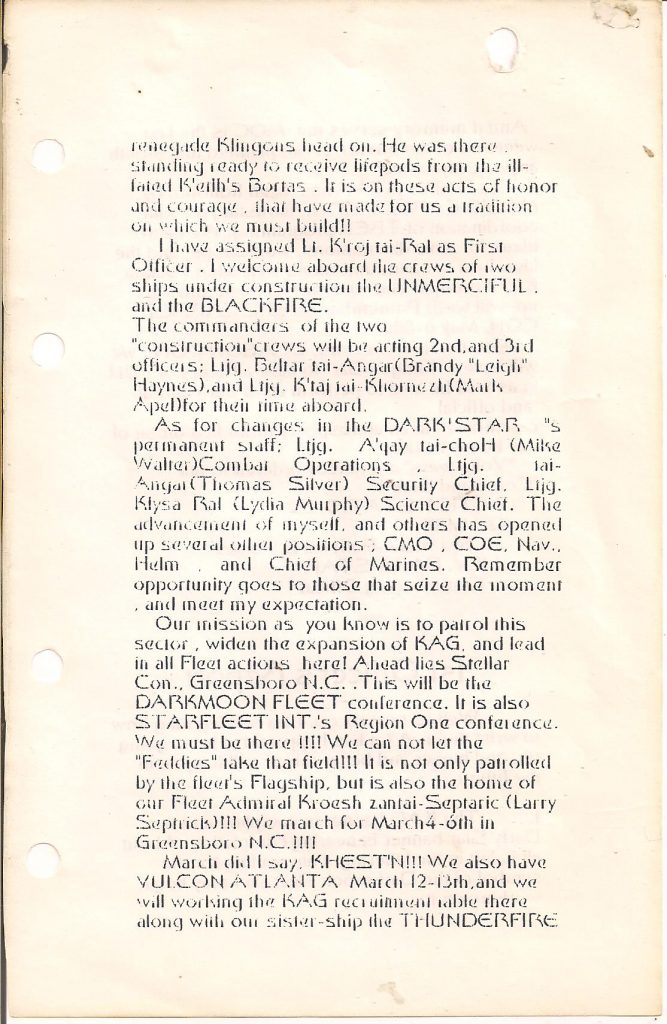 renegade Klingons head on. He was there ,
standing ready to receive lifepods from the ill-
fated K'eilh's Bortas . It is on these acts of honor
and courage , that have made for us a tradition
on which we must build!!
I have assigned Lt. K'roj tai-Ral as First
Officer . I welcome aboard the crews of two
ships under construction the UNMERCIFUL ,
and the BLACKFIRE.
The commanders of the two
"construction"crews will be acting 2nd,and 3rd
officers; Ltjg. Beltar tai-Angar(Brandy "Leigh"
Haynes),and Ltjg. K'taj tai-Khornezh(Mark
Apel)for their time aboard.
As for changes in the DARK'STAR "s
permanent staff; Ltjg. A'qay tai-choH (Mike
Walter)Combat Operations , Ltjg. tai-
Angar(Thomas Silver) Security Chief, Ltjg.
Klysa Ral (Lydia Murphy) Science Chief. The
advancement of myself, and others has opened
up several other positions ; CMO , COE, Nav.,
Helm , and Chief of Marines. Remember
opportunity goes to those that seize the moment
, and meet my expectation.
Our mission as you know is to patrol this
sector , widen the expansion of KAG, and lead
in all Fleet actions here! Ahead lies Stellar
Con., Greensboro N.C. .This will be the
DARKMOON FLEET conference. It is also
STARFLEET INT.'s Region One conference.
We must be there !!!! We can not let the
"Feddies" take that field!!! It is not only patrolled
by the fleet's Flagship, but is also the home of
our Fleet Admiral Kroesh zantai-Septaric (Larry
Septrick)!!! We march for March4-6th in
Greensboro N.C.!!!!
March did I say, KHEST'N!!! We also have
VULCON ATLANTA March 12-13th,and we
will working the KAG recruitment table there
along with our sister-ship the THUNDERFIRE